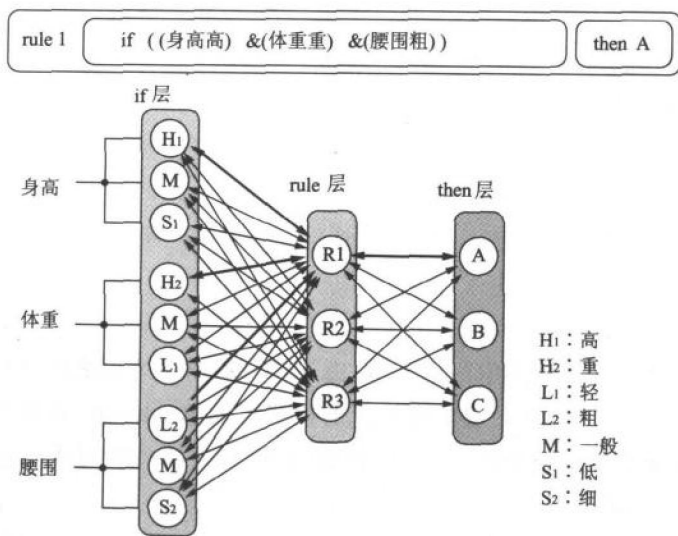 rule 1 if ((身高高) &(体重重) &(腰围粗)) then A
if 层
rule 层
then 层
身高
H1
M
S1
体重
H2
M
L1
腰围
L2
M
S2
R1
R2
R3
A
B
C
H1：高
H2：重
L1：轻
L2：粗
M：一般
S1：低
S2：细